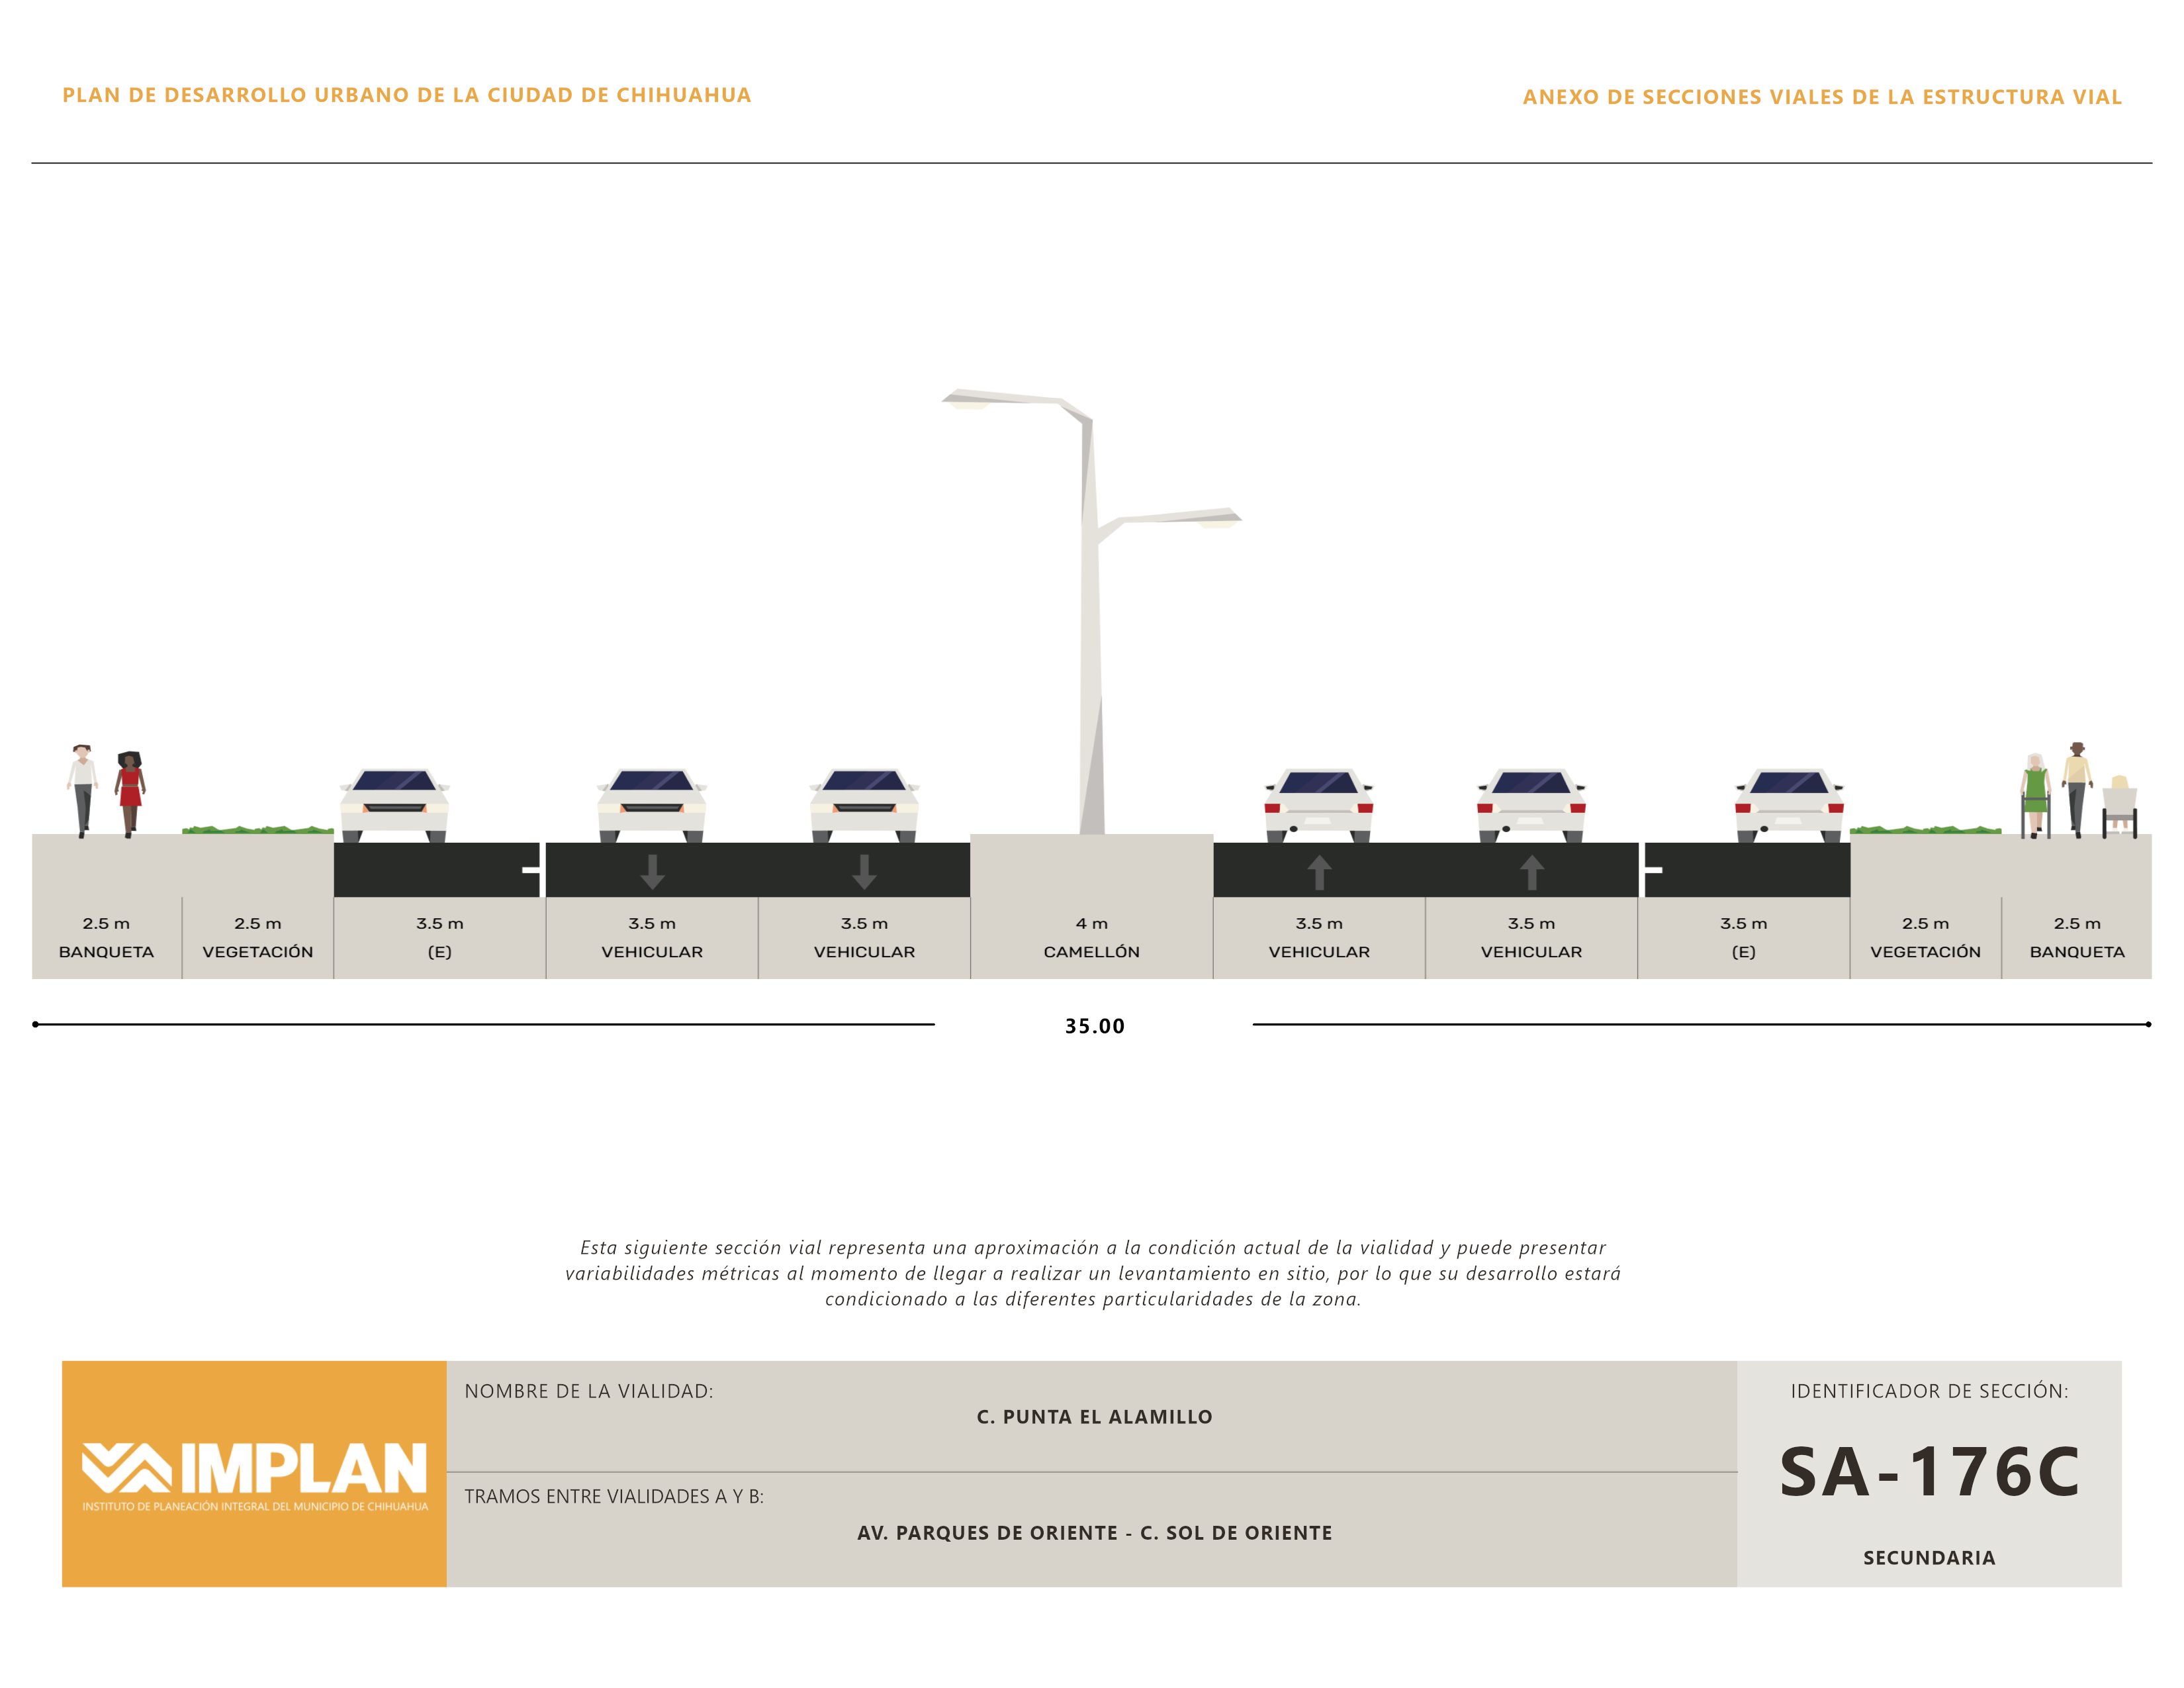 PLAN DE DESARROLLO URBANO DE LA CIUDAD DE CHIHUAHUA
ANEXO DE SECCIONES VIALES DE LA ESTRUCTURA VIAL
2.5 m 2.5 m 3.5 m 3.5 m 3.5 m 4 m 3.5 m 3.5 m 3.5 m 2.5 m 2.5 m
BANQUETA VEGETACIÓN (E) VEHICULAR VEHICULAR CAMELLÓN VEHICULAR VEHICULAR (E) VEGETACIÓN BANQUETA
35.00
Esta siguiente sección vial representa una aproximación a la condición actual de la vialidad y puede presentar
variabilidades métricas al momento de llegar a realizar un levantamiento en sitio, por lo que su desarrollo estará
condicionado a las diferentes particularidades de la zona.
IMPLAN
INSTITUTO DE PLANEACIÓN INTEGRAL DEL MUNICIPIO DE CHIHUAHUA
NOMBRE DE LA VIALIDAD:
C. PUNTA EL ALAMILLO
TRAMOS ENTRE VIALIDADES A Y B:
AV. PARQUES DE ORIENTE - C. SOL DE ORIENTE
IDENTIFICADOR DE SECCIÓN:
SA-176C
SECUNDARIA